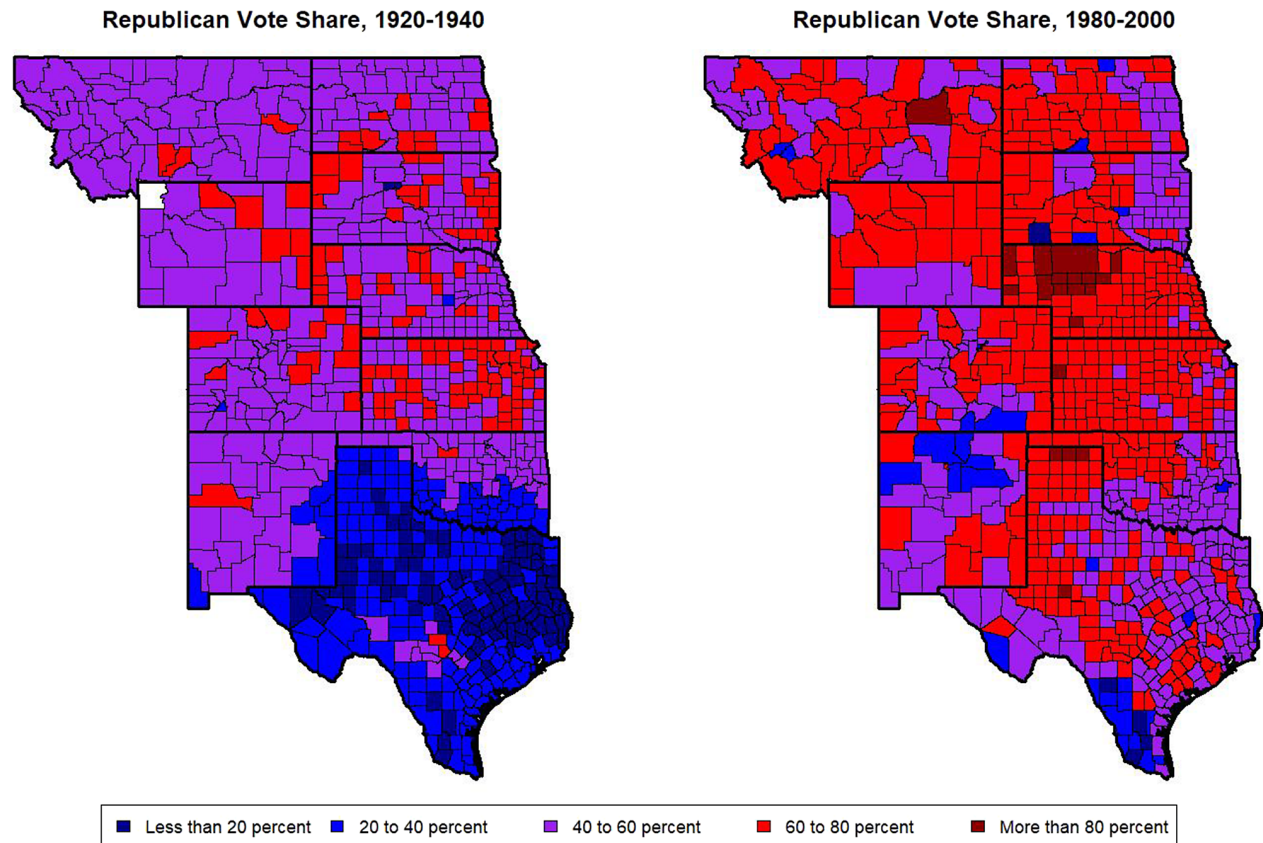 Republican Vote Share, 1920-1940
Republican Vote Share, 1980-2000
Less than 20 percent
20 to 40 percent
40 to 60 percent
60 to 80 percent
More than 80 percent